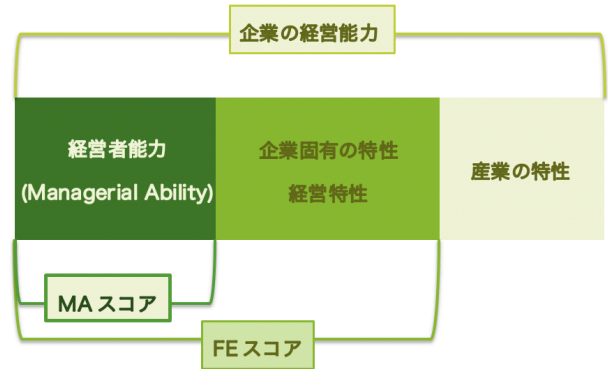 企業の経営能力
経営者能力
(Managerial Ability)
企業固有の特性
経営特性
産業の特性
MA スコア
FE スコア